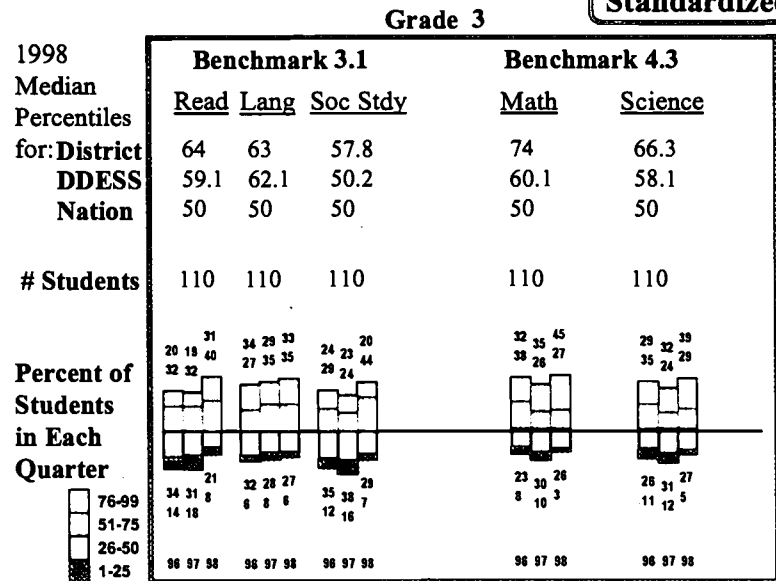 Standardized
Grade 3
1998
Median
Percentiles
for:
Benchmark 3.1 Benchmark 4.3
Read Lang Soc Stdy Math Science
District 64 63 57.8 74 66.3
DDESS 59.1 62.1 50.2 60.1 58.1
Nation 50 50 50 50 50
# Students 110 110 110 110 110
Percent of
Students
in Each
Quarter
20 19 31 34 29 33 24 23 20 32 35 45 29 32 39
32 32 40 27 35 35 29 24 44 38 26 27 35 24 29
34 31 21 32 28 27 35 38 29 23 30 26 26 31 27
14 18 8 6 8 6 12 16 7 8 10 3 11 12 5
76-99
51-75
26-50
1-25
96 97 98 96 97 98 96 97 98 96 97 98 96 97 98